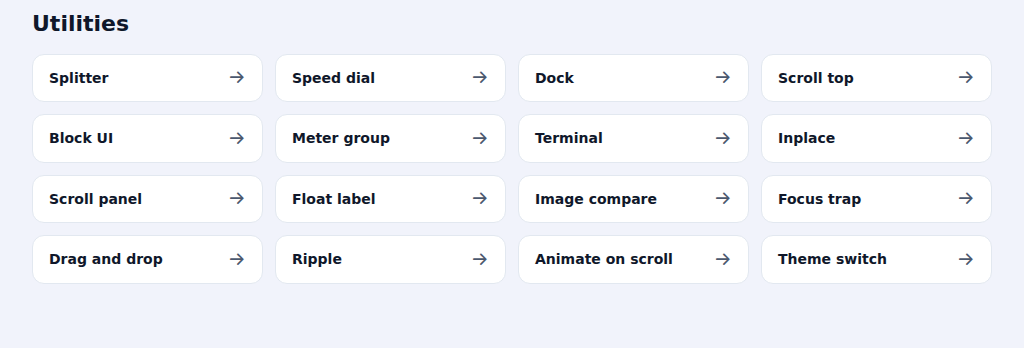 Utilities
Splitter →
Speed dial →
Dock →
Scroll top →
Block UI →
Meter group →
Terminal →
Inplace →
Scroll panel →
Float label →
Image compare →
Focus trap →
Drag and drop →
Ripple →
Animate on scroll →
Theme switch →